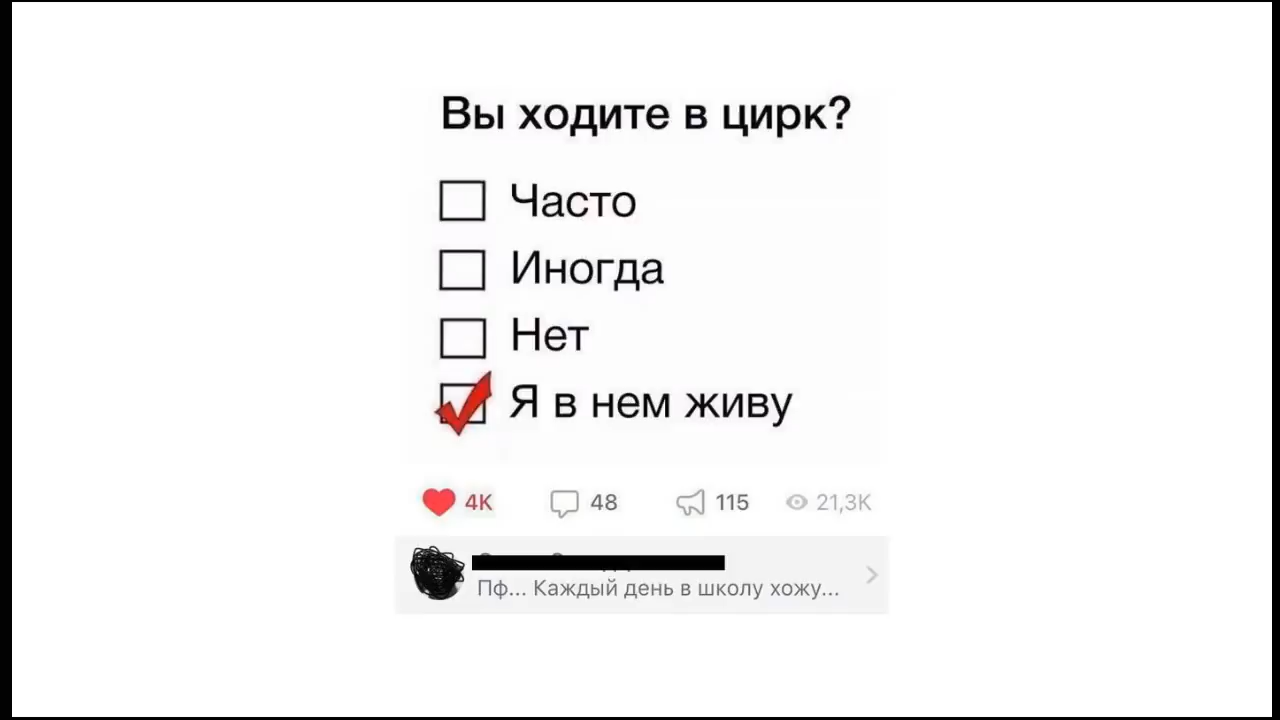 Вы ходите в цирк?
Часто
Иногда
Нет
Я в нем живу
4K 48 115 21,3K
Пф... Каждый день в школу хожу...